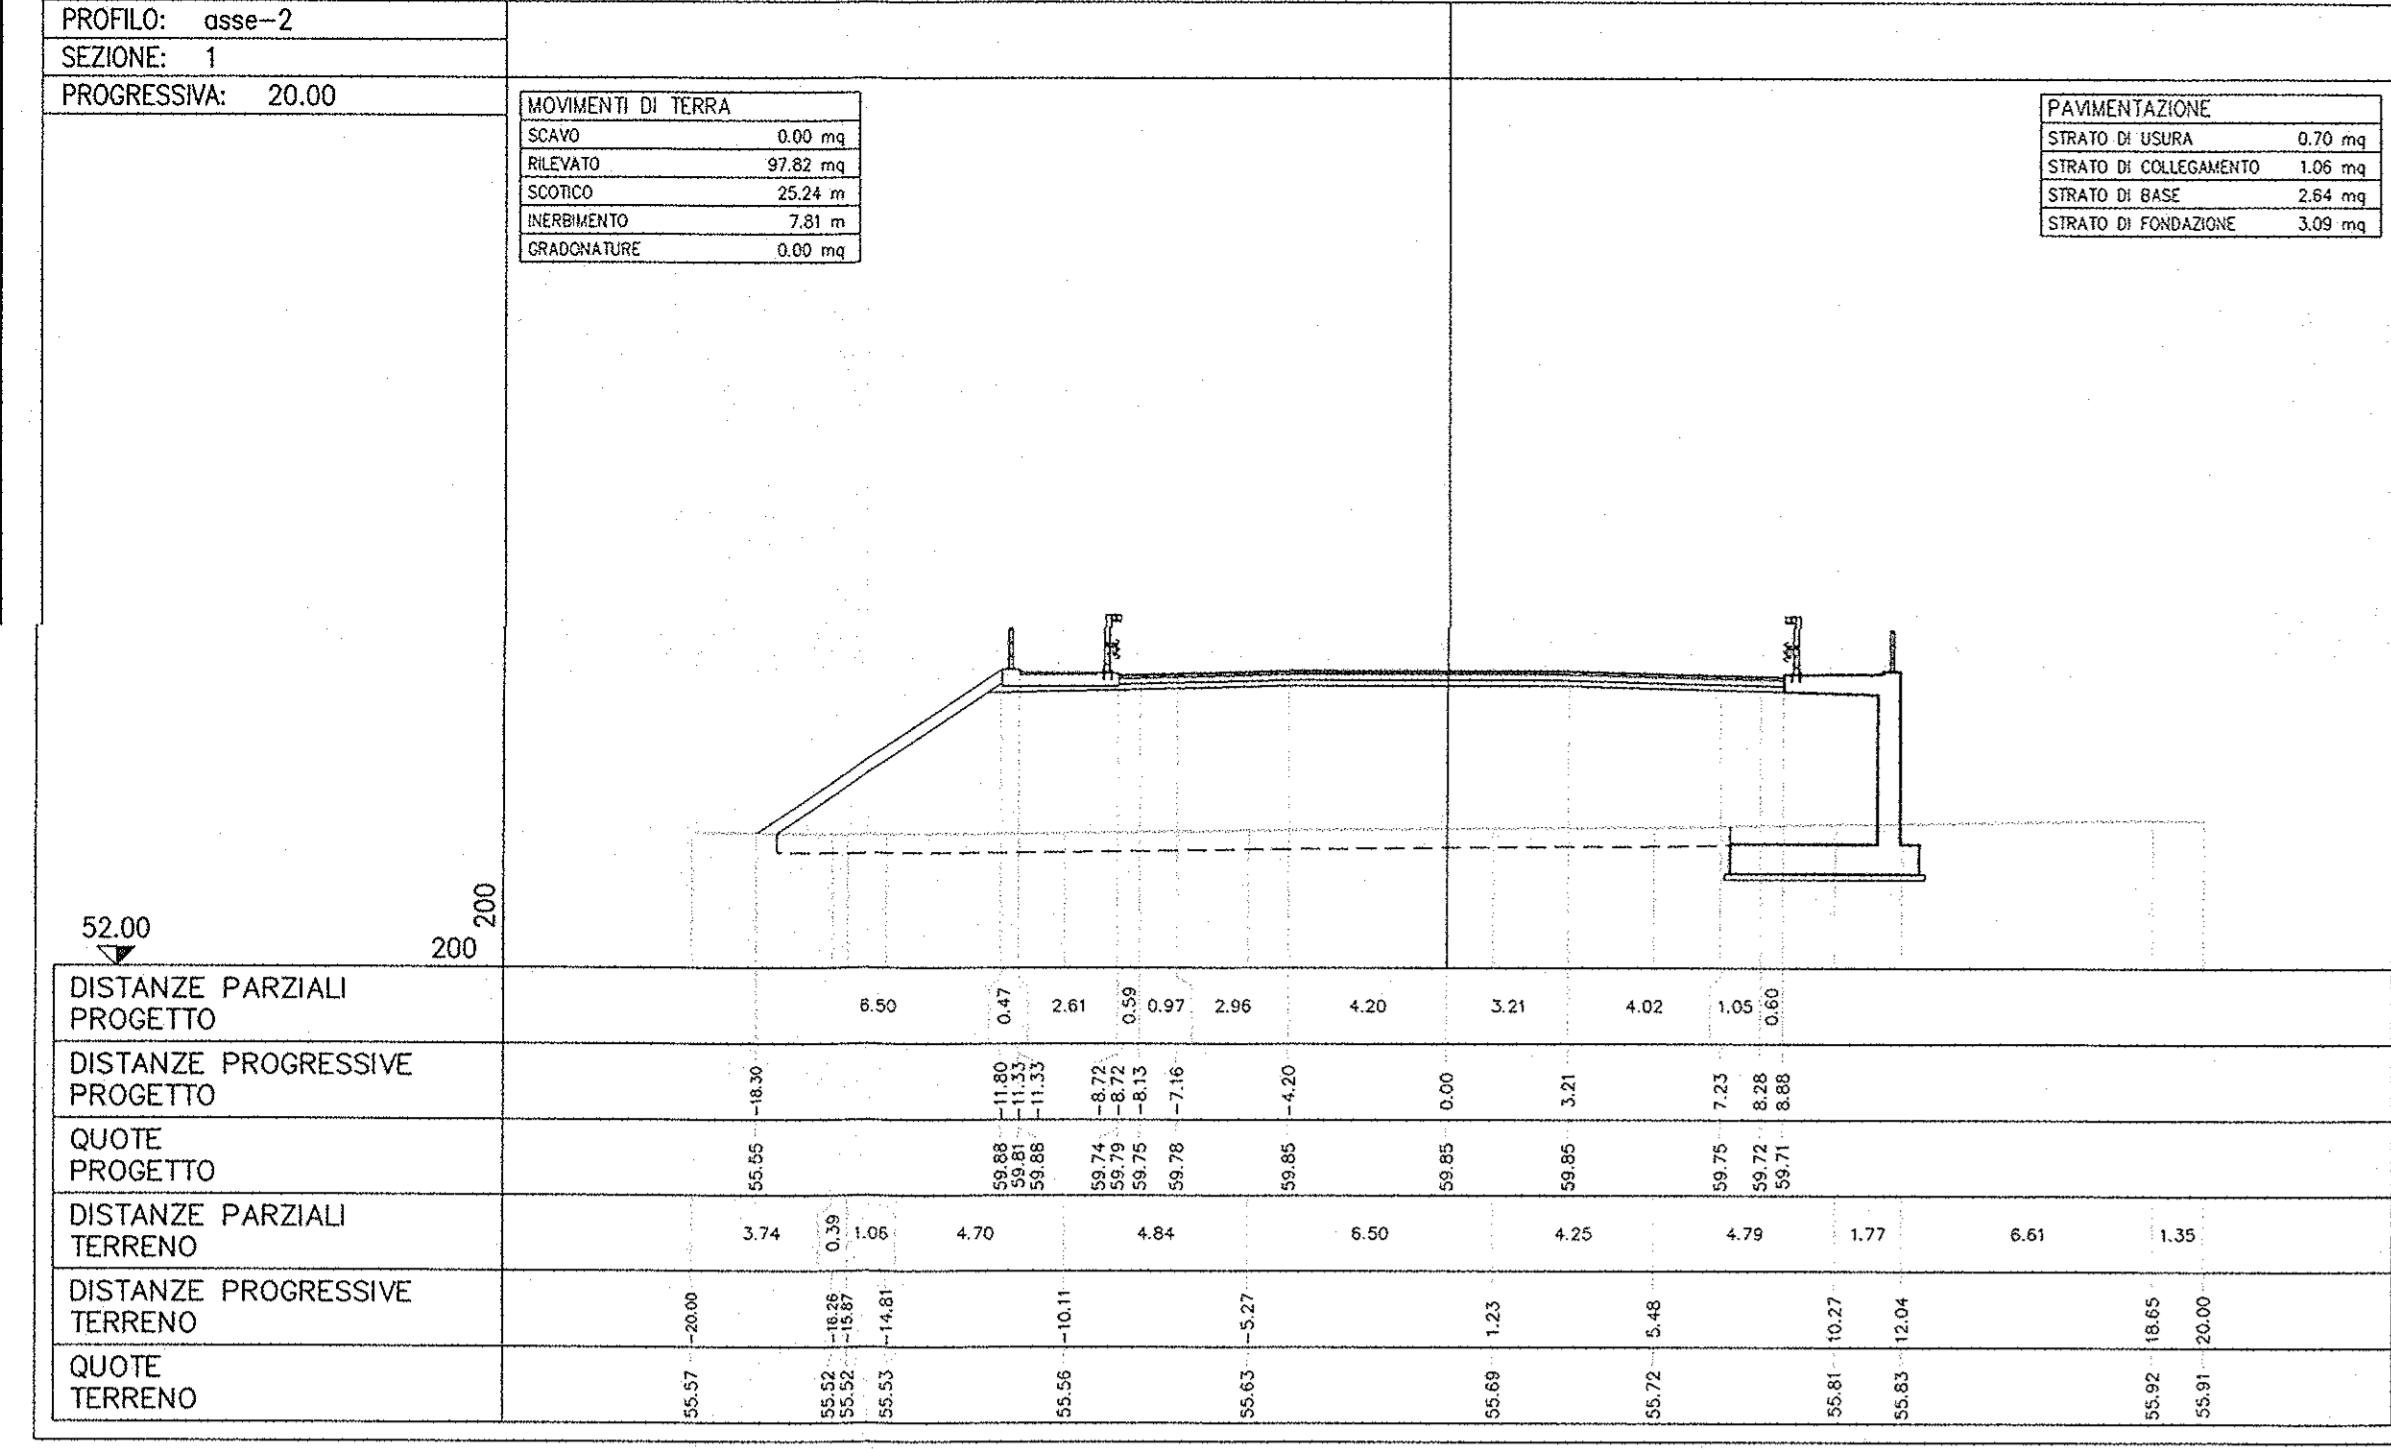 PROFILO: asse-2
SEZIONE: 1
PROGRESSIVA: 20.00
MOVIMENTI DI TERRA
SCAVO 0.00 mq
RILEVATO 97.82 mq
SCOTICO 25.24 m
INERBIMENTO 7.81 m
GRADONATURE 0.00 mq
PAVIMENTAZIONE
STRATO DI USURA 0.70 mq
STRATO DI COLLEGAMENTO 1.06 mq
STRATO DI BASE 2.64 mq
STRATO DI FONDAZIONE 3.09 mq
52.00
200
200
DISTANZE PARZIALI
PROGETTO
6.50 0.47 2.61 0.59 0.97 2.96 4.20 3.21 4.02 1.05 0.60
DISTANZE PROGRESSIVE
PROGETTO
-18.30 -11.80 -11.33 -11.33 -8.72 -8.72 -8.13 -7.16 -4.20 0.00 3.21 7.23 8.28 8.88
QUOTE
PROGETTO
55.55 59.88 59.81 59.88 59.74 59.79 59.75 59.78 59.85 59.85 59.85 59.75 59.72 59.71
DISTANZE PARZIALI
TERRENO
3.74 0.39 1.06 4.70 4.84 6.50 4.25 4.79 1.77 6.61 1.35
DISTANZE PROGRESSIVE
TERRENO
-20.00 -16.26 -15.87 -14.81 -10.11 -5.27 1.23 5.48 10.27 12.04 18.65 20.00
QUOTE
TERRENO
55.57 55.52 55.52 55.53 55.56 55.63 55.69 55.72 55.81 55.83 55.92 55.91